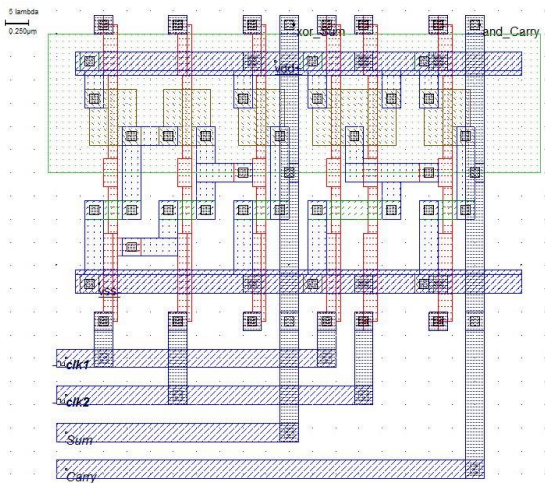 5 lambda
0.250µm
xor_Sum
and_Carry
vdd+
vss-
clk1
clk2
Sum
Carry